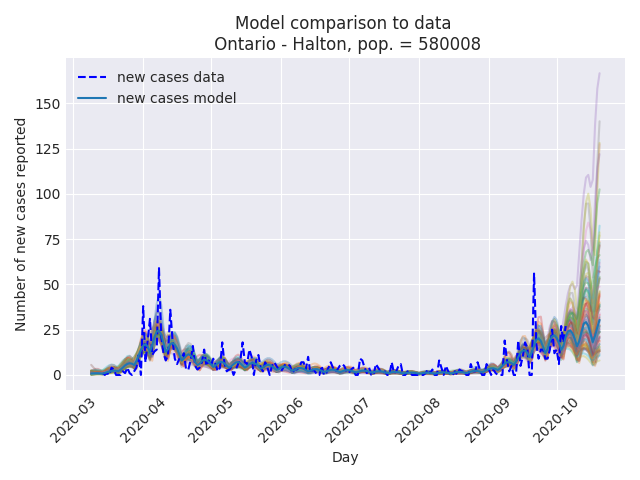 Model comparison to data
Ontario - Halton, pop. = 580008
new cases data
new cases model
Number of new cases reported
150
125
100
75
50
25
0
2020-03
2020-04
2020-05
2020-06
2020-07
2020-08
2020-09
2020-10
Day